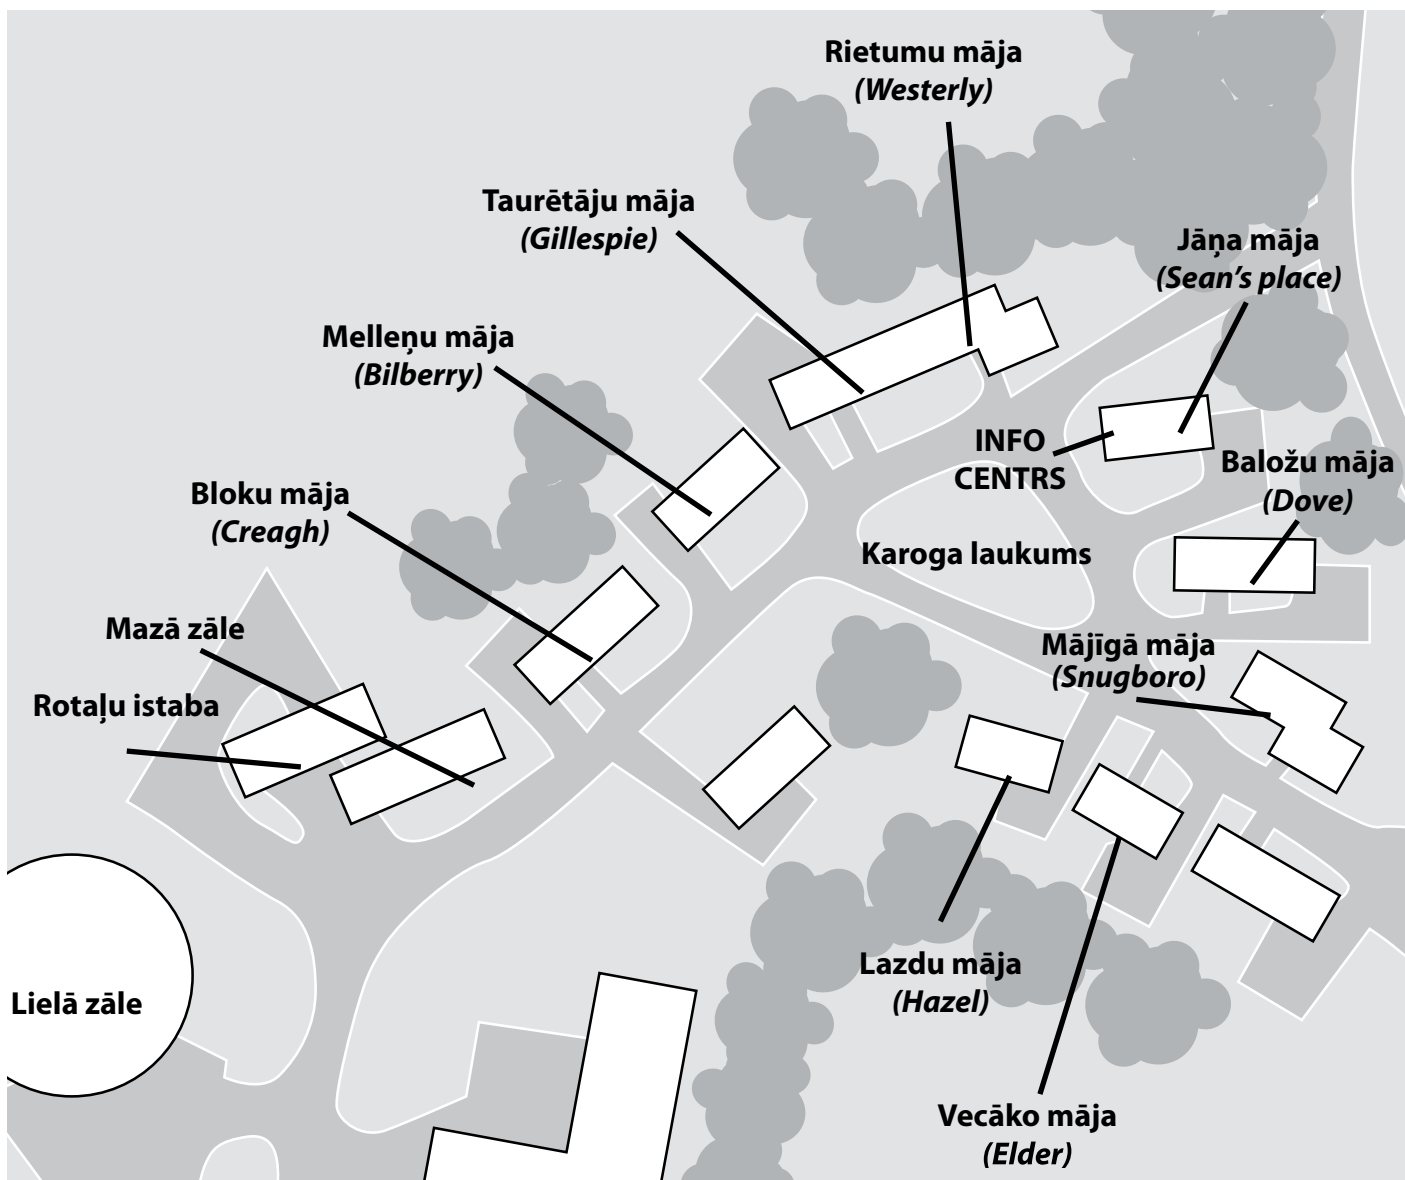 Rietumu māja
(Westerly)
Taurētāju māja
(Gillespie)
Jāņa māja
(Sean's place)
Melleņu māja
(Bilberry)
INFO
CENTRS
Baložu māja
(Dove)
Bloku māja
(Creagh)
Karoga laukums
Mazā zāle
Mājīgā māja
(Snugboro)
Rotaļu istaba
Lielā zāle
Lazdu māja
(Hazel)
Vecāko māja
(Elder)